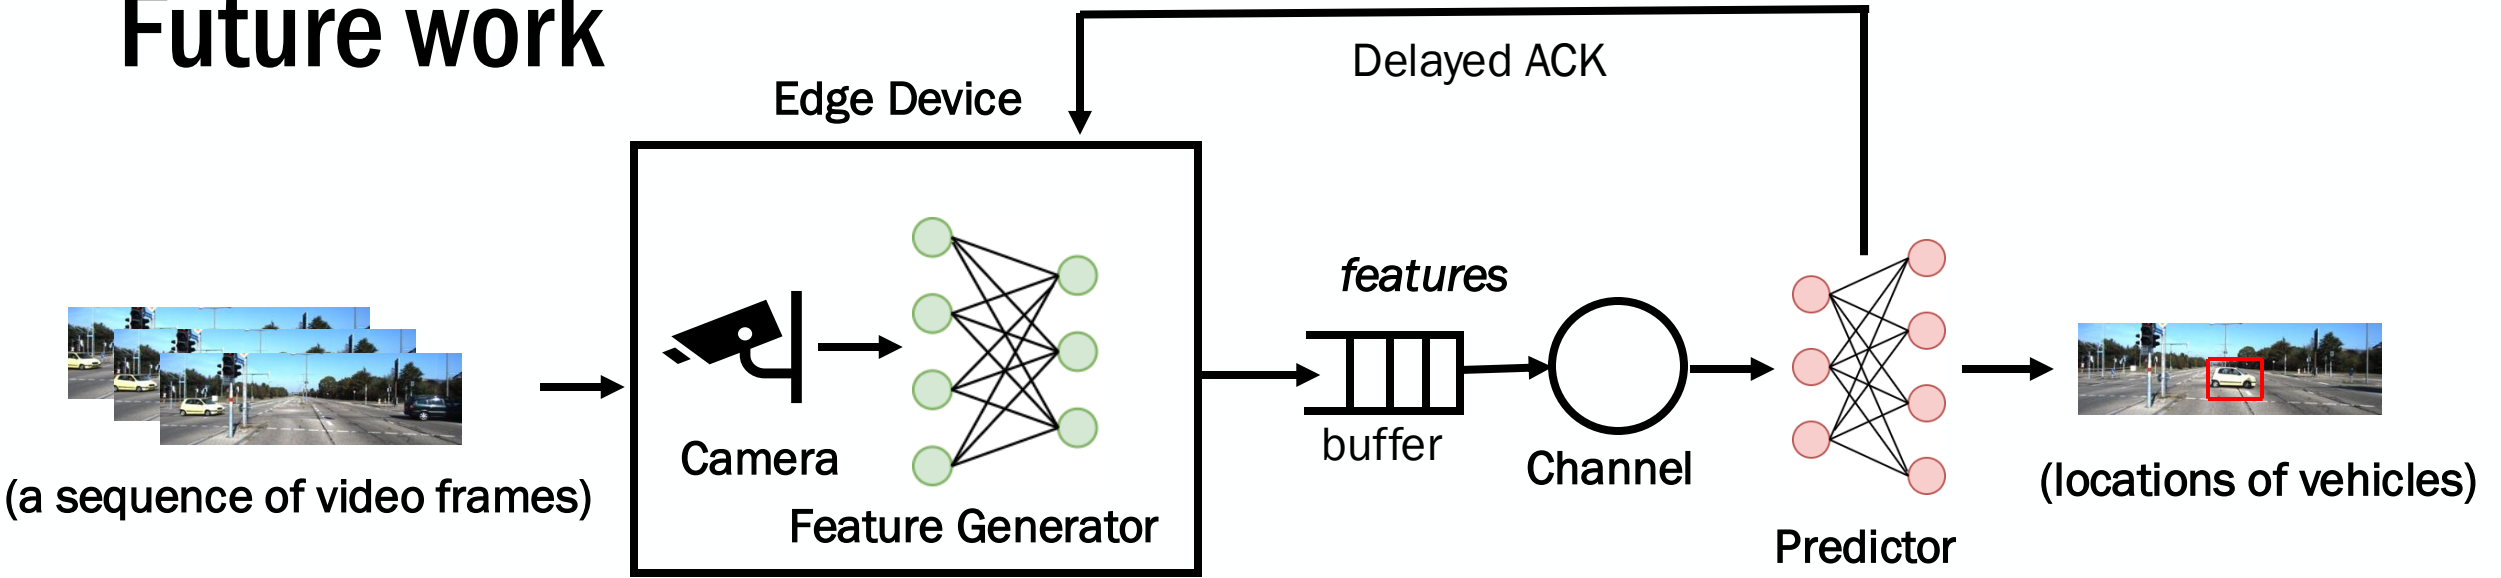 Future work
Delayed ACK
Edge Device
features
buffer
Camera
Channel
(a sequence of video frames)
(locations of vehicles)
Feature Generator
Predictor